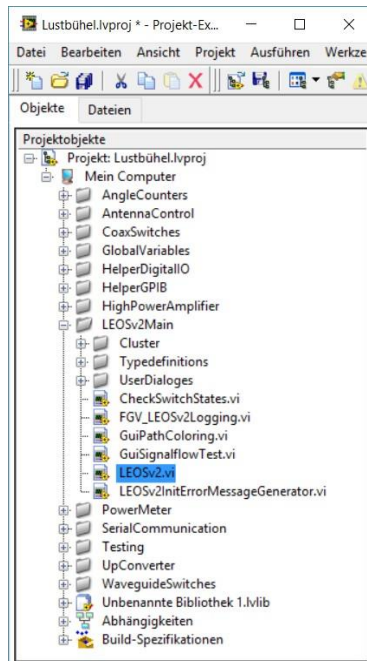 Lustbühel.lvproj * - Projekt-Ex...
Datei Bearbeiten Ansicht Projekt Ausführen Werkze
Objekte Dateien
Projektobjekte
Projekt: Lustbühel.lvproj
Mein Computer
AngleCounters
AntennaControl
CoaxSwitches
GlobalVariables
HelperDigitalIO
HelperGPIB
HighPowerAmplifier
LEOSv2Main
Cluster
Typedefinitions
UserDialoges
CheckSwitchStates.vi
FGV_LEOSv2Logging.vi
GuiPathColoring.vi
GuiSignalflowTest.vi
LEOSv2.vi
LEOSv2InitErrorMessageGenerator.vi
PowerMeter
SerialCommunication
Testing
UpConverter
WaveguideSwitches
Unbenannte Bibliothek 1.lvlib
Abhängigkeiten
Build-Spezifikationen